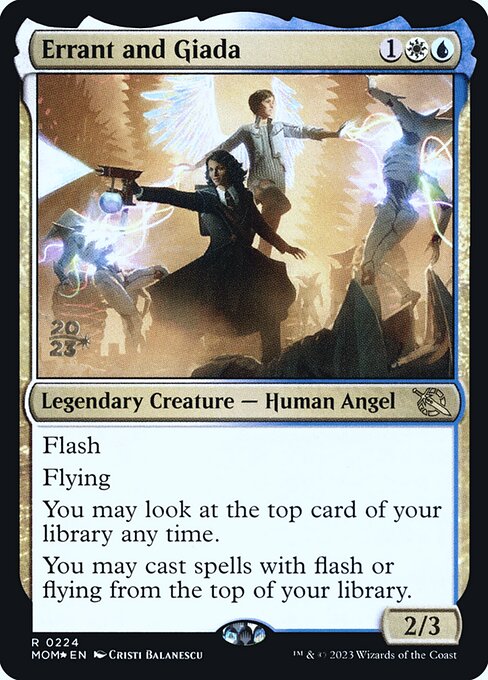 Errant and Giada 1
20
23
Legendary Creature — Human Angel
Flash
Flying
You may look at the top card of your
library any time.
You may cast spells with flash or
flying from the top of your library.
2/3
R 0224
MOM★EN Cristi Balanescu
™ & © 2023 Wizards of the Coast